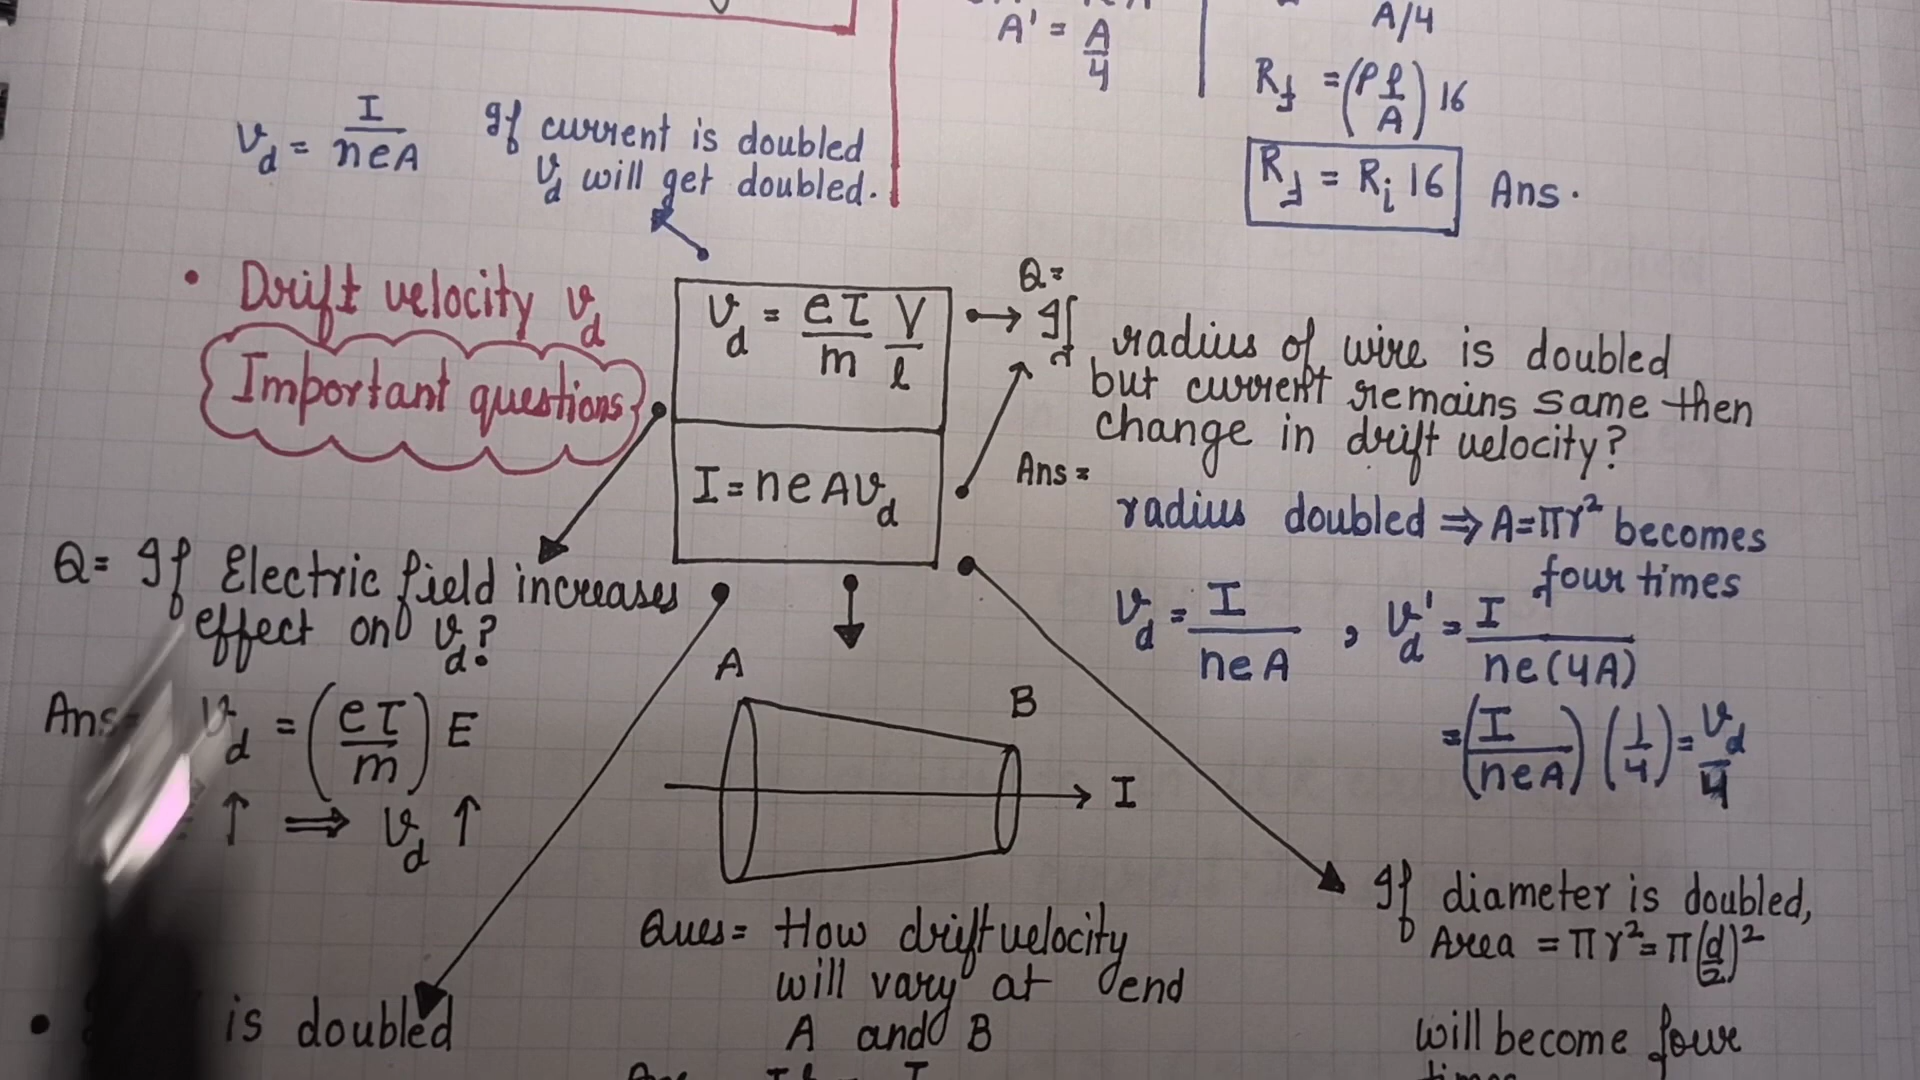 A' = A/4
A/4
R_f = (ρ l/A) 16
R_f = R_i 16 Ans.
v_d = I/neA
If current is doubled
v_d will get doubled.
• Drift velocity v_d
Important questions
v_d = eτ/m V/l
I = neAv_d
Q =
If radius of wire is doubled
but current remains same then
change in drift velocity?
Ans =
radius doubled ⇒ A = πr² becomes
four times
v_d = I/neA , v_d' = I/ne(4A)
= (I/neA) (1/4) = v_d/4
Q = If Electric field increases
effect on v_d?
Ans = v_d = (eτ/m) E
↑ ⇒ v_d ↑
A
B
I
Ques = How drift velocity
will vary at end
A and B
If diameter is doubled,
Area = πr² = π(d/2)²
will become four
• is doubled